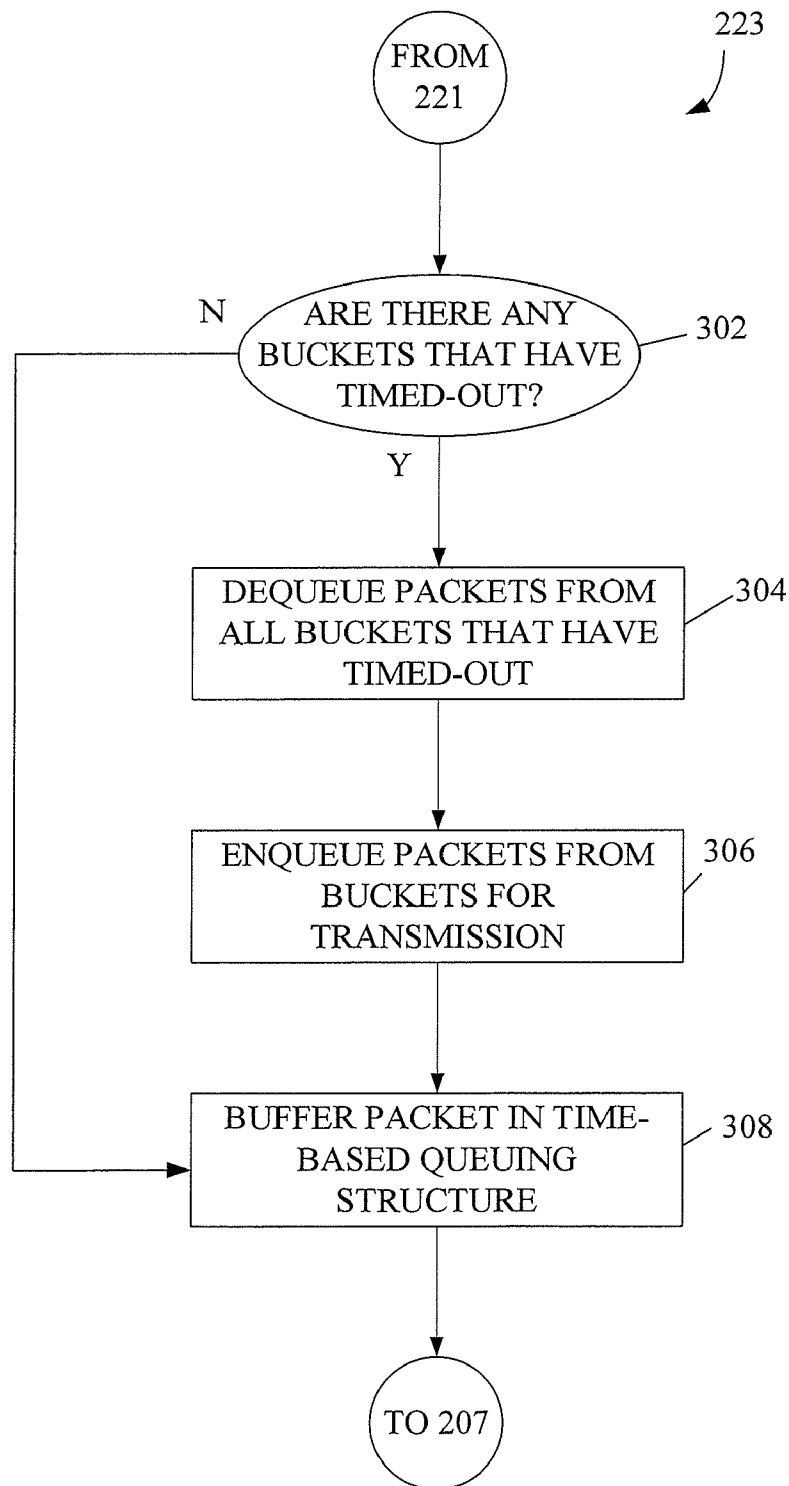 FROM
221
223
N
ARE THERE ANY
BUCKETS THAT HAVE
TIMED-OUT?
302
Y
DEQUEUE PACKETS FROM
ALL BUCKETS THAT HAVE
TIMED-OUT
304
ENQUEUE PACKETS FROM
BUCKETS FOR
TRANSMISSION
306
BUFFER PACKET IN TIME-
BASED QUEUING
STRUCTURE
308
TO 207